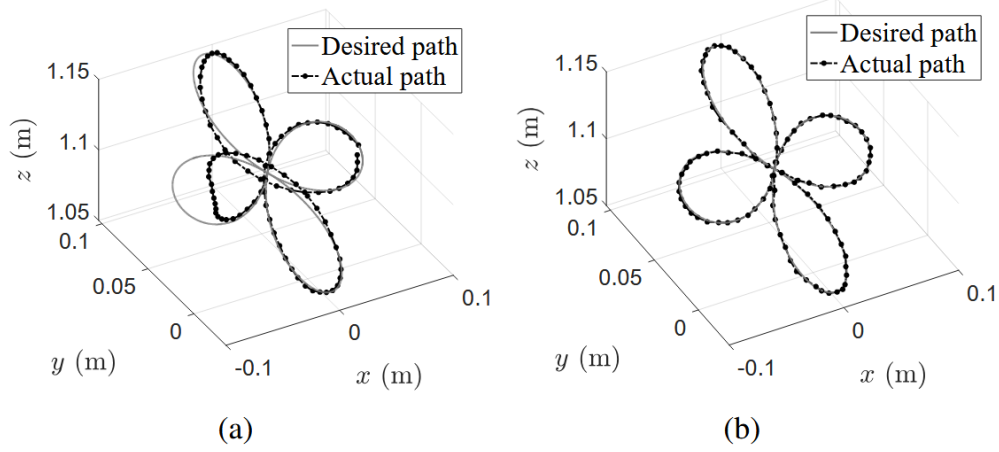 Desired path
Actual path
1.15
1.1
1.05
z (m)
0.1
0.05
0
y (m)
-0.1
0
0.1
x (m)
(a)
Desired path
Actual path
1.15
1.1
1.05
z (m)
0.1
0.05
0
y (m)
-0.1
0
0.1
x (m)
(b)